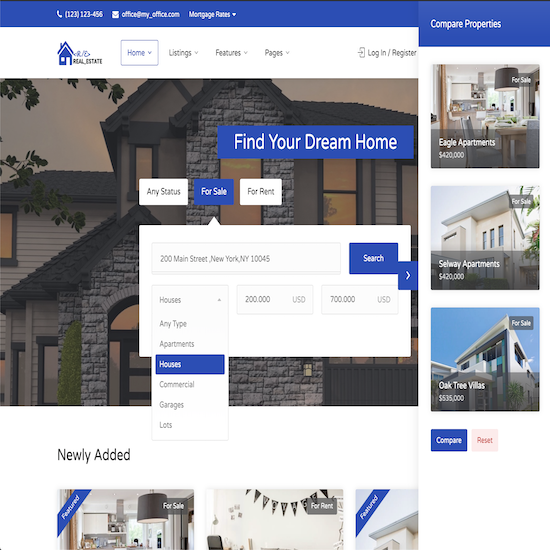 (123) 123-456 office@my_office.com Mortgage Rates
Compare Properties
REAL_ESTATE
Home Listings Features Pages Log In / Register
For Sale
Eagle Apartments
$420,000
Find Your Dream Home
Any Status For Sale For Rent
200 Main Street ,New York,NY 10045 Search
For Sale
Selway Apartments
$420,000
Houses 200.000 USD 700.000 USD
Any Type
Apartments
Houses
Commercial
Garages
Lots
For Sale
Oak Tree Villas
$535,000
Compare Reset
Newly Added
Featured For Sale
For Rent
Featured